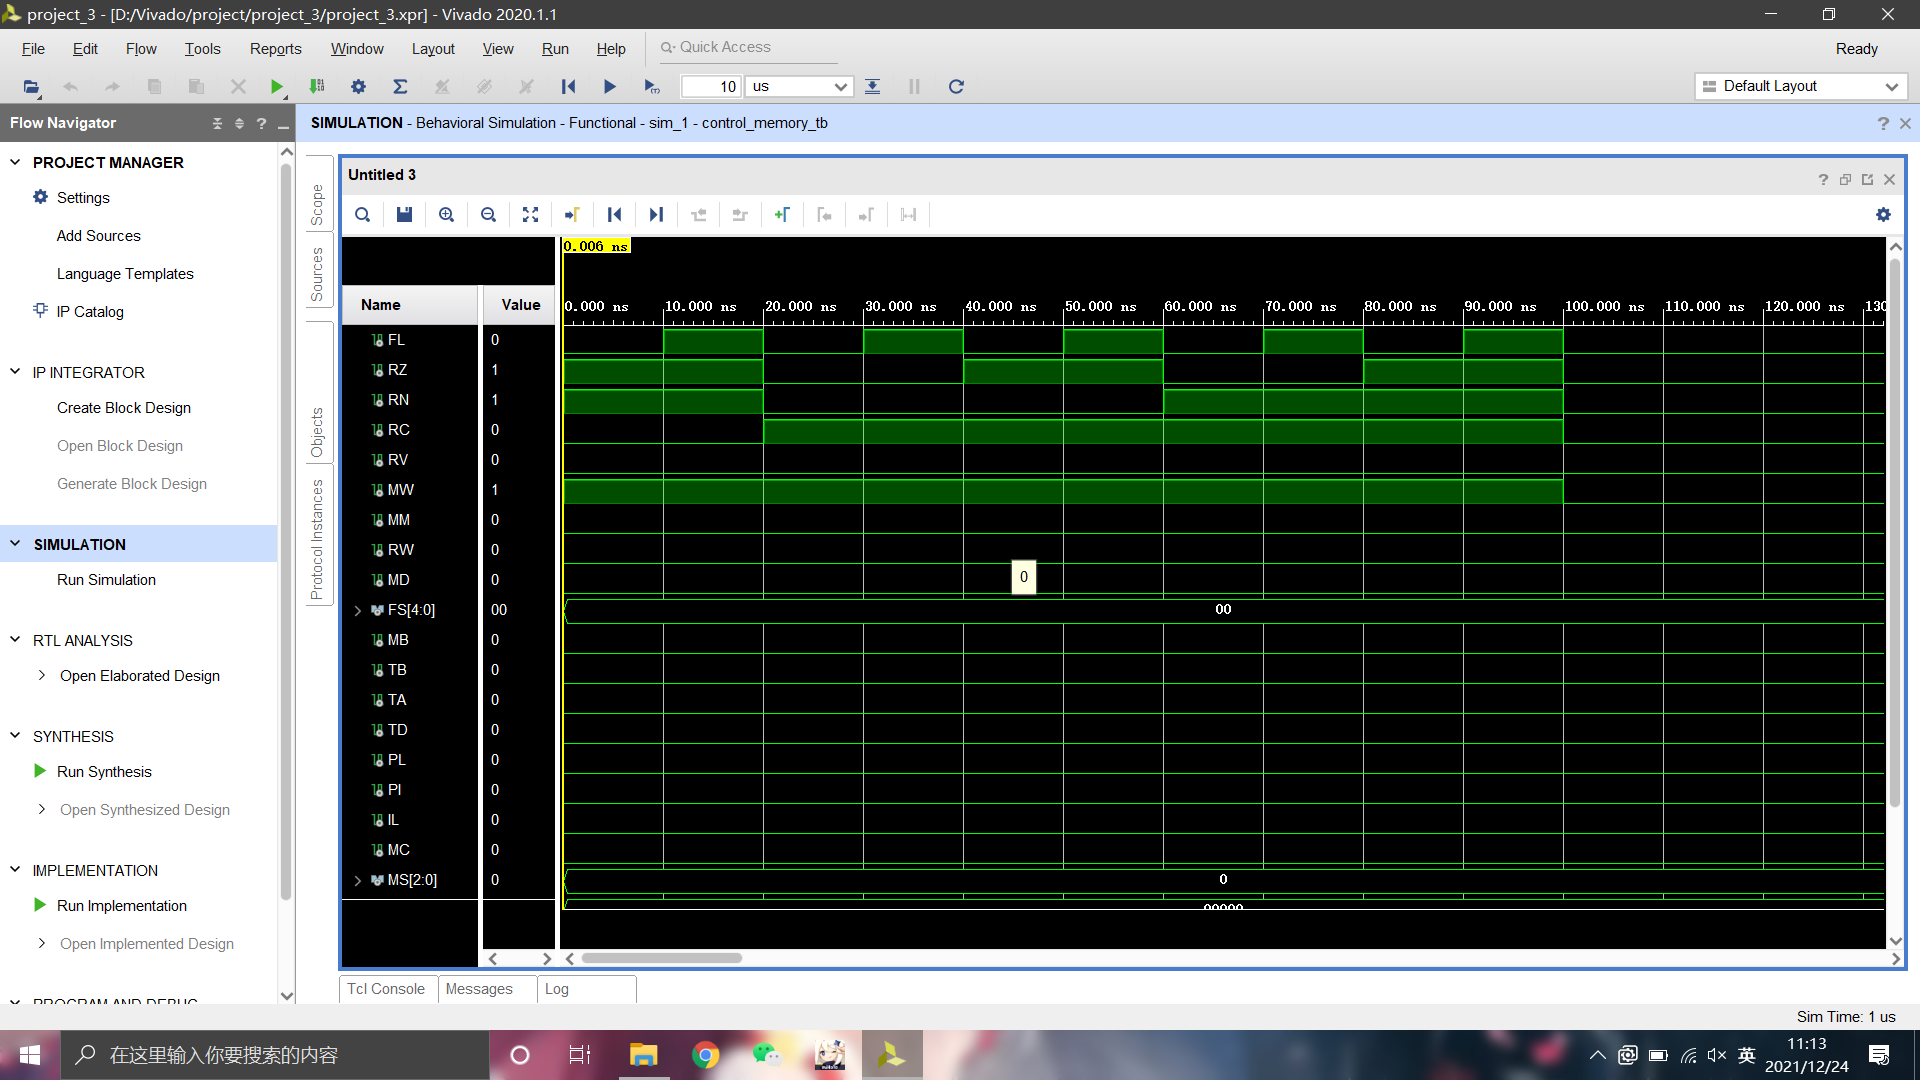 project_3 - [D:/Vivado/project/project_3/project_3.xpr] - Vivado 2020.1.1
File Edit Flow Tools Reports Window Layout View Run Help Quick Access Ready
10 us Default Layout
Flow Navigator
SIMULATION - Behavioral Simulation - Functional - sim_1 - control_memory_tb
PROJECT MANAGER
Settings
Add Sources
Language Templates
IP Catalog
IP INTEGRATOR
Create Block Design
Open Block Design
Generate Block Design
SIMULATION
Run Simulation
RTL ANALYSIS
Open Elaborated Design
SYNTHESIS
Run Synthesis
Open Synthesized Design
IMPLEMENTATION
Run Implementation
Open Implemented Design
PROGRAM AND DEBUG
Scope
Sources
Objects
Protocol Instances
Untitled 3
0.006 ns
Name Value
0.000 ns 10.000 ns 20.000 ns 30.000 ns 40.000 ns 50.000 ns 60.000 ns 70.000 ns 80.000 ns 90.000 ns 100.000 ns 110.000 ns 120.000 ns 130
FL 0
RZ 1
RN 1
RC 0
RV 0
MW 1
MM 0
RW 0
MD 0
0
FS[4:0] 00 00
MB 0
TB 0
TA 0
TD 0
PL 0
PI 0
IL 0
MC 0
MS[2:0] 0 0
00000
Tcl Console Messages Log
Sim Time: 1 us
在这里输入你要搜索的内容
英
11:13
2021/12/24